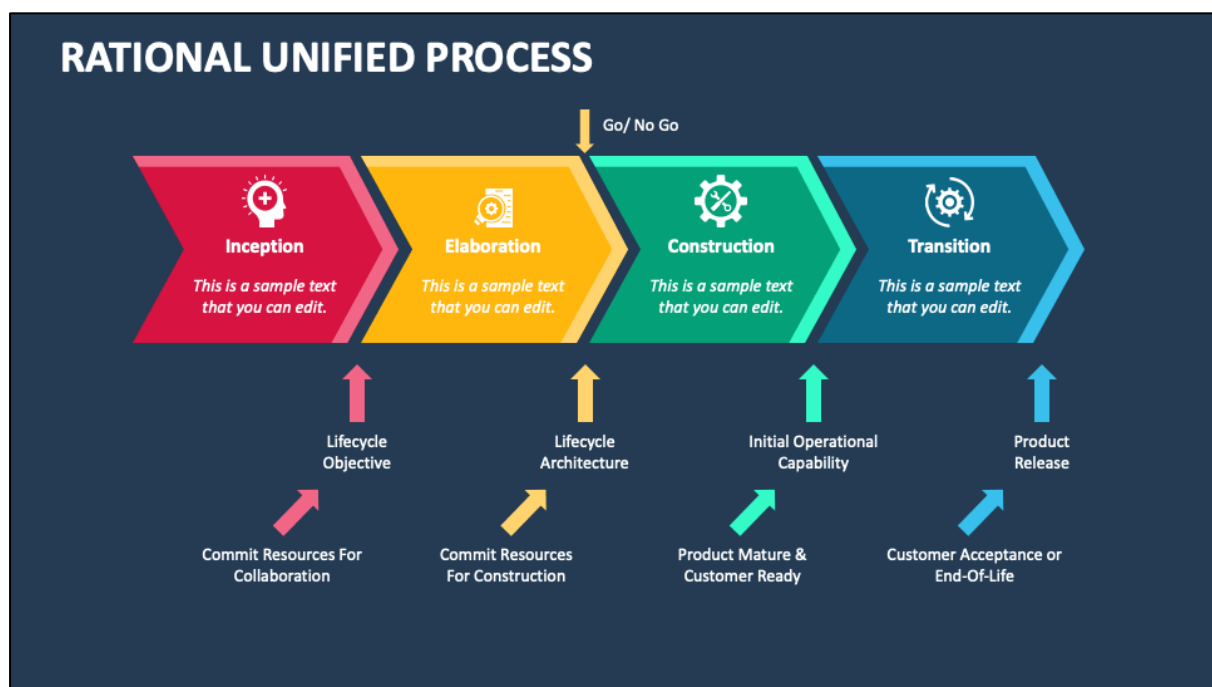 RATIONAL UNIFIED PROCESS
Go/ No Go
Inception
This is a sample text
that you can edit.
Elaboration
This is a sample text
that you can edit.
Construction
This is a sample text
that you can edit.
Transition
This is a sample text
that you can edit.
Lifecycle
Objective
Lifecycle
Architecture
Initial Operational
Capability
Product
Release
Commit Resources For
Collaboration
Commit Resources
For Construction
Product Mature &
Customer Ready
Customer Acceptance or
End-Of-Life